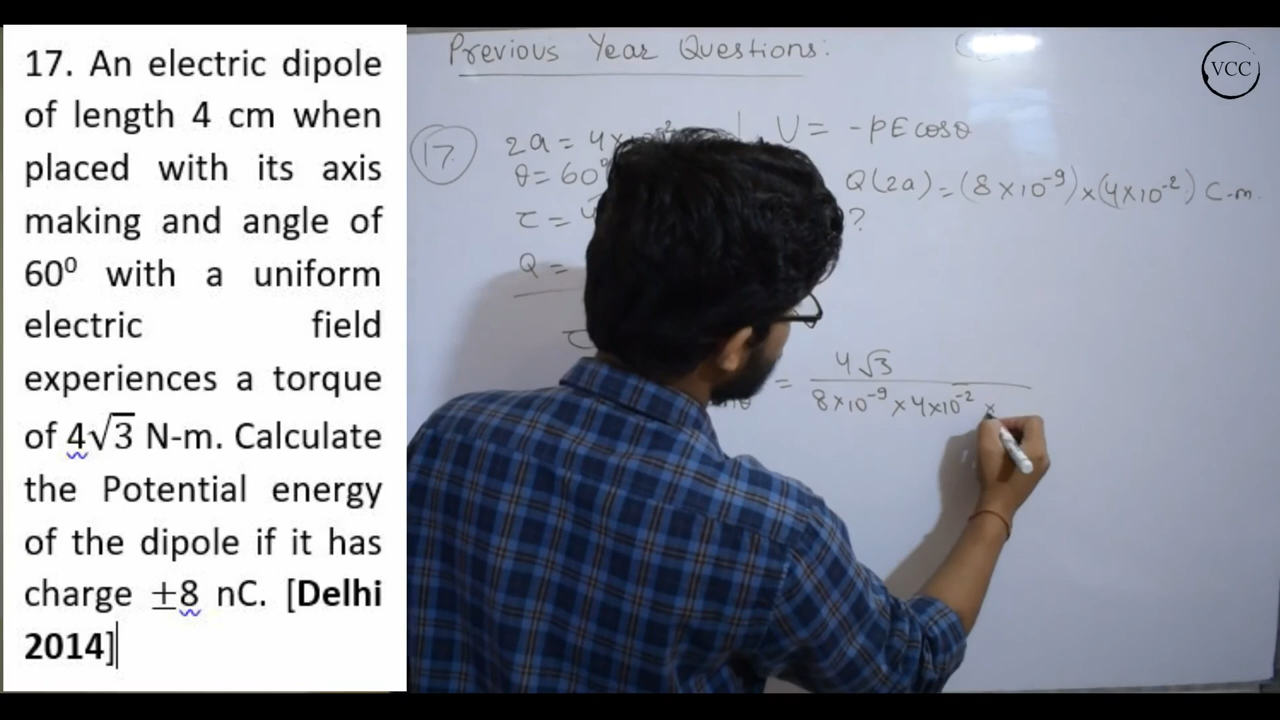 17. An electric dipole
of length 4 cm when
placed with its axis
making and angle of
60⁰ with a uniform
electric field
experiences a torque
of 4√3 N-m. Calculate
the Potential energy
of the dipole if it has
charge ±8 nC. [Delhi
2014]
Previous Year Questions:
VCC
17.
2a = 4×10⁻²
θ = 60°
τ = 4
Q =
τ
U = -PE cosθ
Q(2a) = (8×10⁻⁹)×(4×10⁻²) C-m.
?
= 4√3
8×10⁻⁹ × 4×10⁻² ×